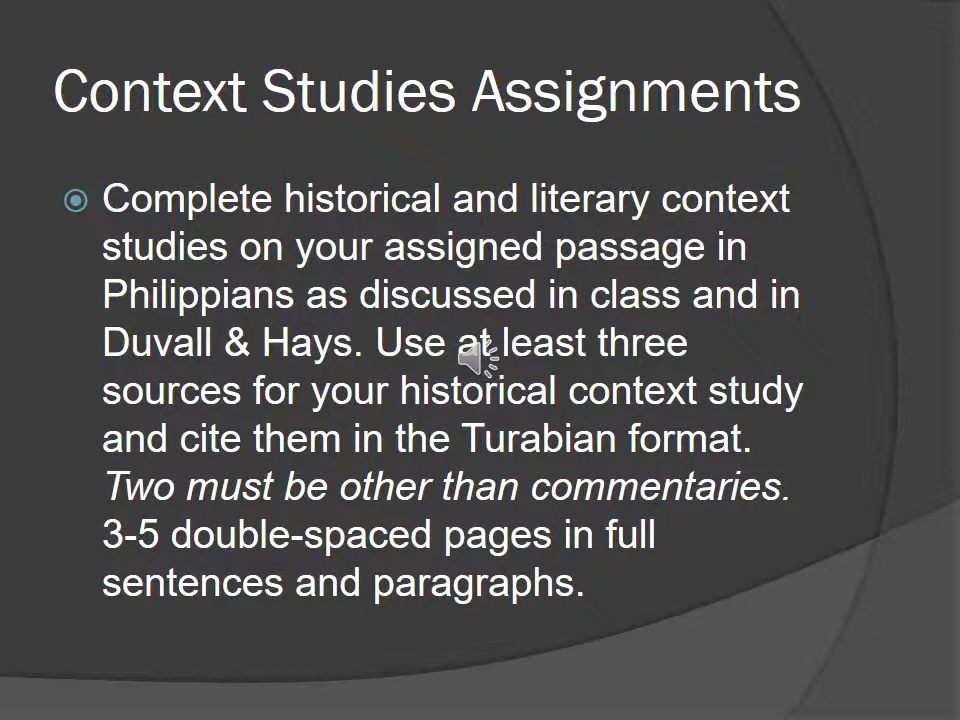 Context Studies Assignments
Complete historical and literary context
studies on your assigned passage in
Philippians as discussed in class and in
Duvall & Hays. Use at least three
sources for your historical context study
and cite them in the Turabian format.
Two must be other than commentaries.
3-5 double-spaced pages in full
sentences and paragraphs.